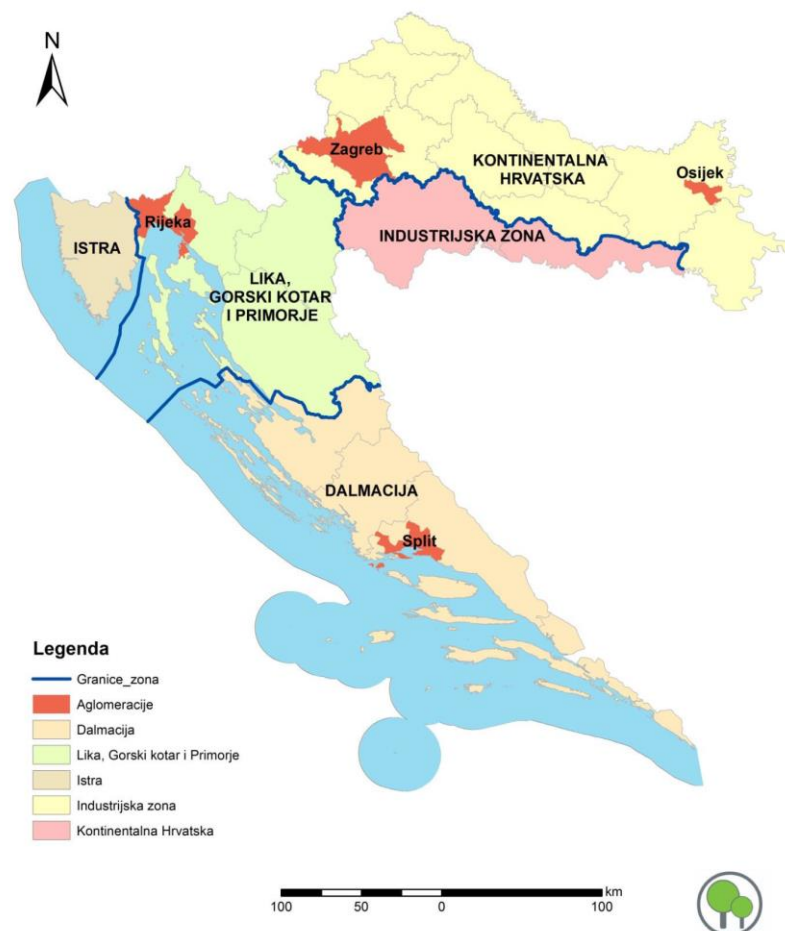 N
Zagreb
KONTINENTALNA
HRVATSKA
Osijek
Rijeka
ISTRA
INDUSTRIJSKA ZONA
LIKA,
GORSKI KOTAR
I PRIMORJE
DALMACIJA
Split
Legenda
Granice_zona
Aglomeracije
Dalmacija
Lika, Gorski kotar i Primorje
Istra
Industrijska zona
Kontinentalna Hrvatska
km
100 50 0 100